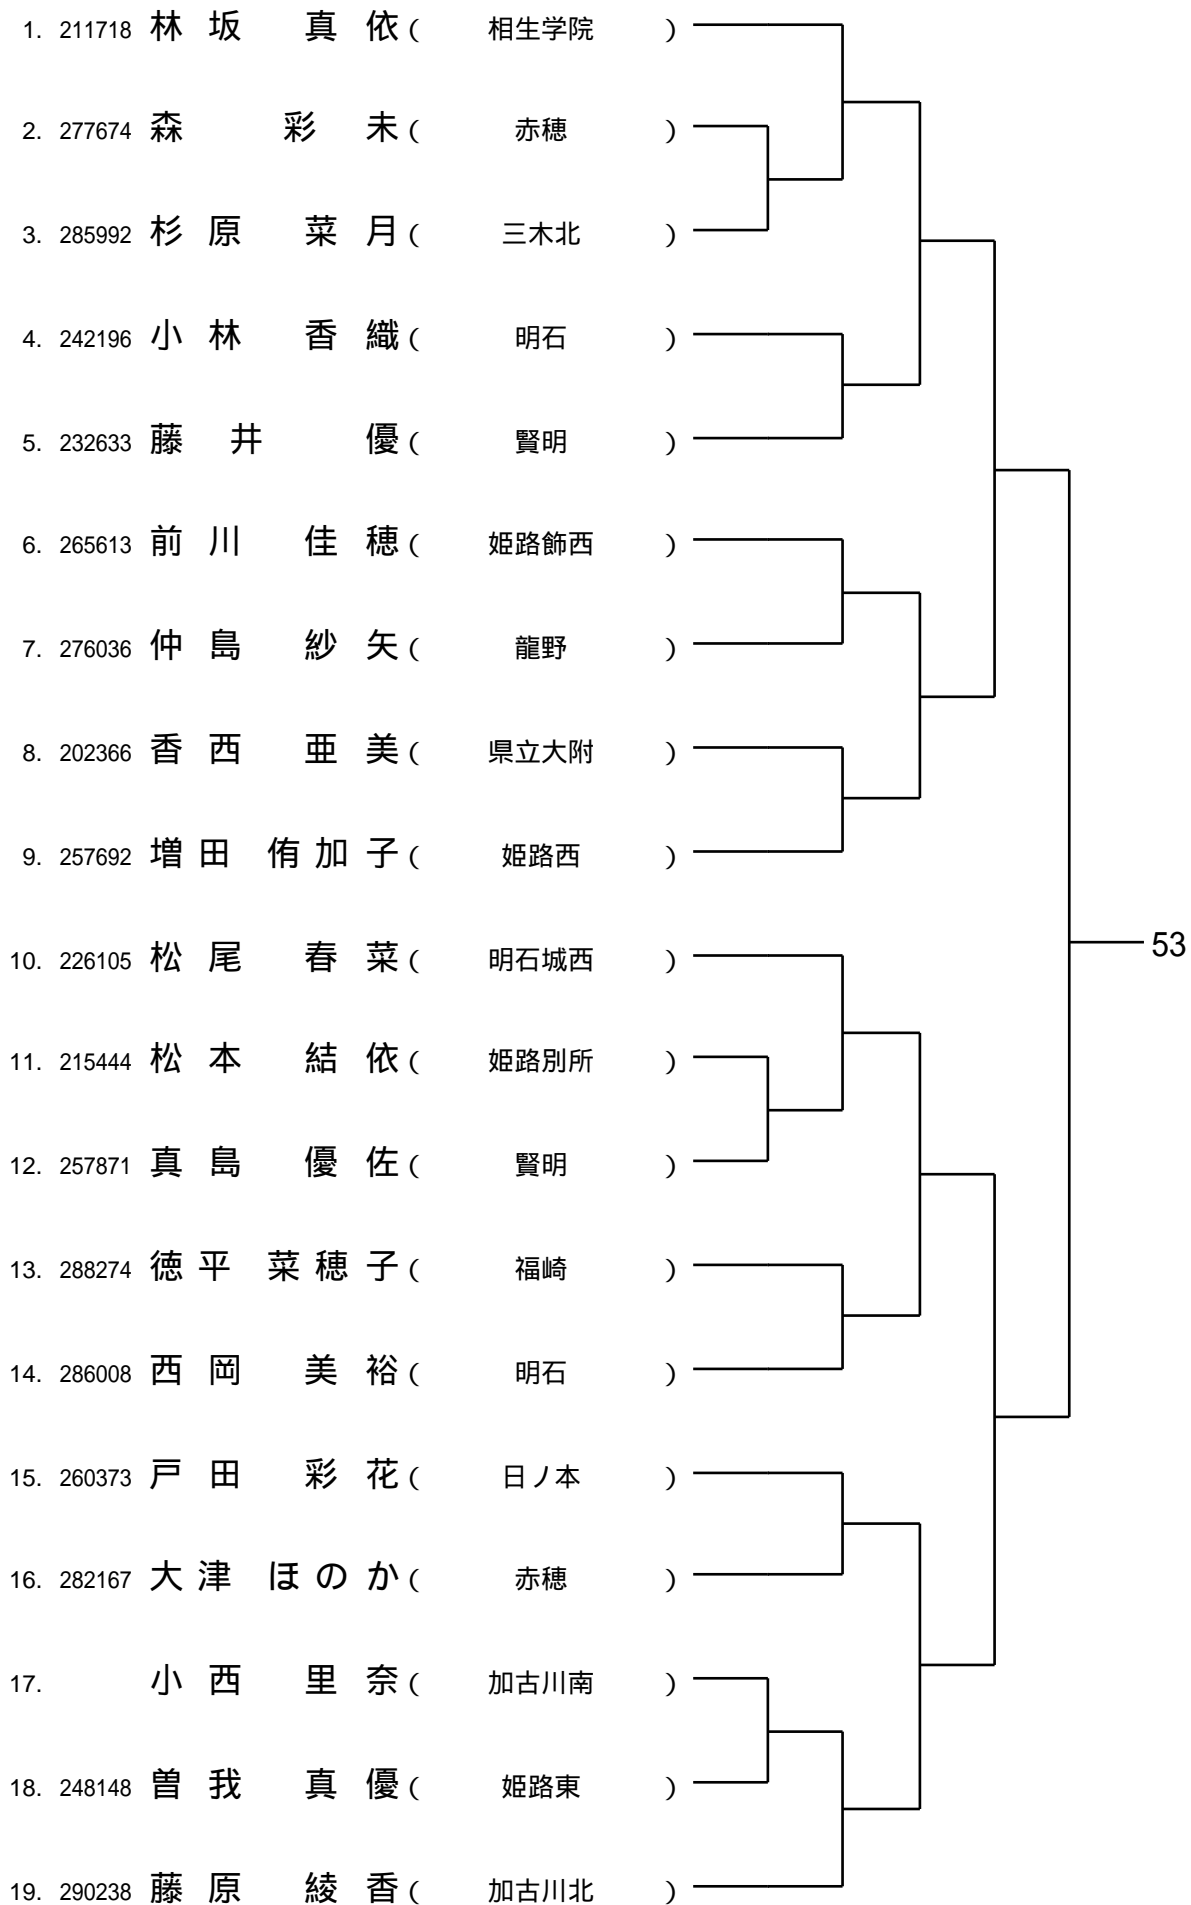 1. 211718 林坂 真依 ( 相生学院 )
2. 277674 森 彩未 ( 赤穂 )
3. 285992 杉原 菜月 ( 三木北 )
4. 242196 小林 香織 ( 明石 )
5. 232633 藤井 優 ( 賢明 )
6. 265613 前川 佳穂 ( 姫路飾西 )
7. 276036 仲島 紗矢 ( 龍野 )
8. 202366 香西 亜美 ( 県立大附 )
9. 257692 増田 侑加子 ( 姫路西 )
53
10. 226105 松尾 春菜 ( 明石城西 )
11. 215444 松本 結依 ( 姫路別所 )
12. 257871 真島 優佐 ( 賢明 )
13. 288274 徳平 菜穂子 ( 福崎 )
14. 286008 西岡 美裕 ( 明石 )
15. 260373 戸田 彩花 ( 日ノ本 )
16. 282167 大津 ほのか ( 赤穂 )
17. 小西 里奈 ( 加古川南 )
18. 248148 曽我 真優 ( 姫路東 )
19. 290238 藤原 綾香 ( 加古川北 )